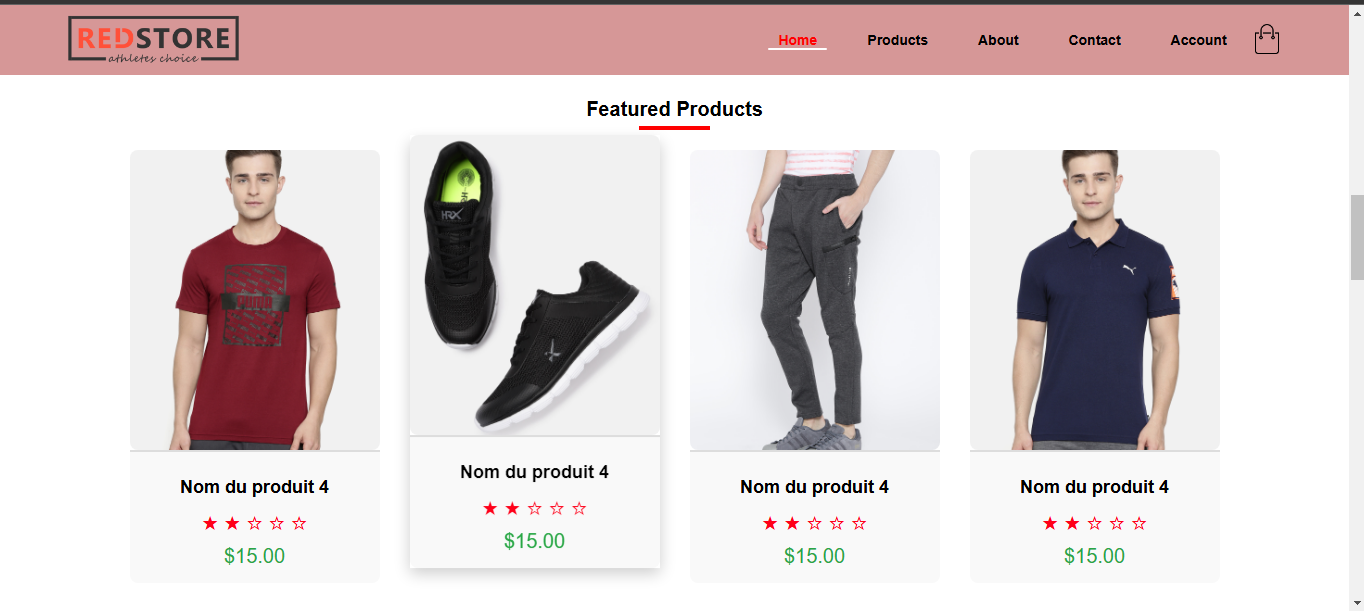 REDSTORE
athletes choice
Home Products About Contact Account
Featured Products
HRX
Nom du produit 4 Nom du produit 4 Nom du produit 4 Nom du produit 4
$15.00 $15.00 $15.00 $15.00